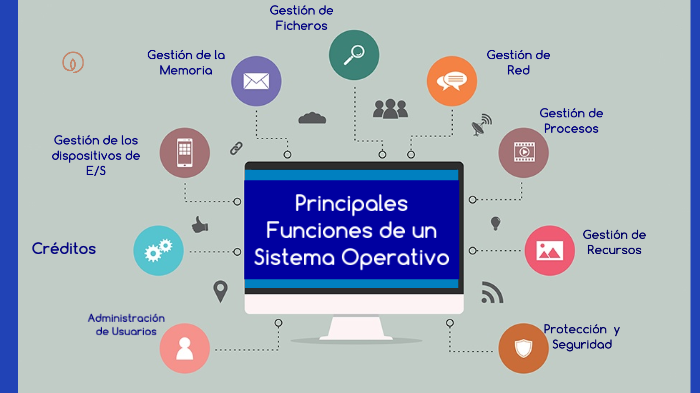 Gestión de
Ficheros
Gestión de la
Memoria
Gestión de
Red
Gestión de los
dispositivos de
E/S
Gestión de
Procesos
Principales
Funciones de un
Sistema Operativo
Créditos
Gestión de
Recursos
Administración
de Usuarios
Protección y
Seguridad